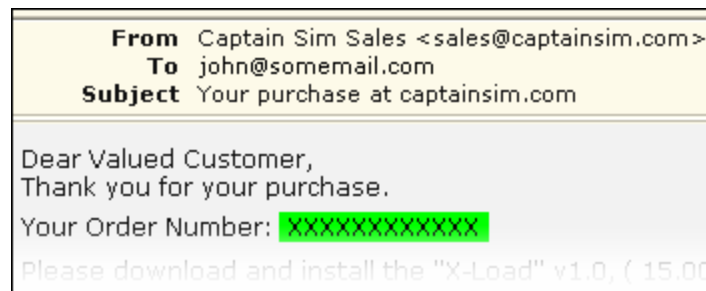 From Captain Sim Sales <sales@captainsim.com>
To john@somemail.com
Subject Your purchase at captainsim.com
Dear Valued Customer,
Thank you for your purchase.
Your Order Number: XXXXXXXXXXXX
Please download and install the "X-Load" v1.0, ( 15.00